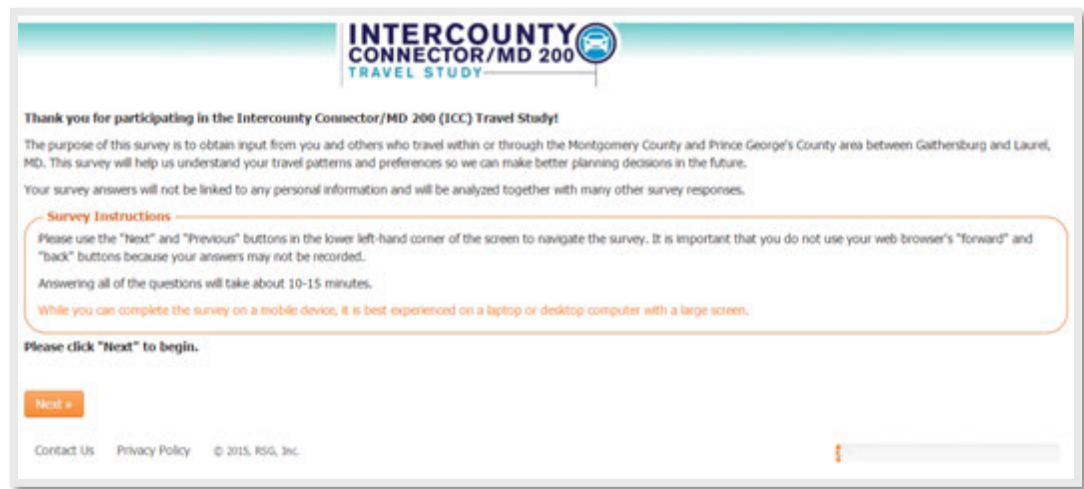 INTERCOUNTY
CONNECTOR/MD 200
TRAVEL STUDY
Thank you for participating in the Intercounty Connector/MD 200 (ICC) Travel Study!
The purpose of this survey is to obtain input from you and others who travel within or through the Montgomery County and Prince George's County area between Gaithersburg and Laurel,
MD. This survey will help us understand your travel patterns and preferences so we can make better planning decisions in the future.
Your survey answers will not be linked to any personal information and will be analyzed together with many other survey responses.
Survey Instructions
Please use the "Next" and "Previous" buttons in the lower left-hand corner of the screen to navigate the survey. It is important that you do not use your web browser's "forward" and
"back" buttons because your answers may not be recorded.
Answering all of the questions will take about 10-15 minutes.
While you can complete the survey on a mobile device, it is best experienced on a laptop or desktop computer with a large screen.
Please click "Next" to begin.
Next »
Contact Us Privacy Policy © 2015, RSG, Inc.